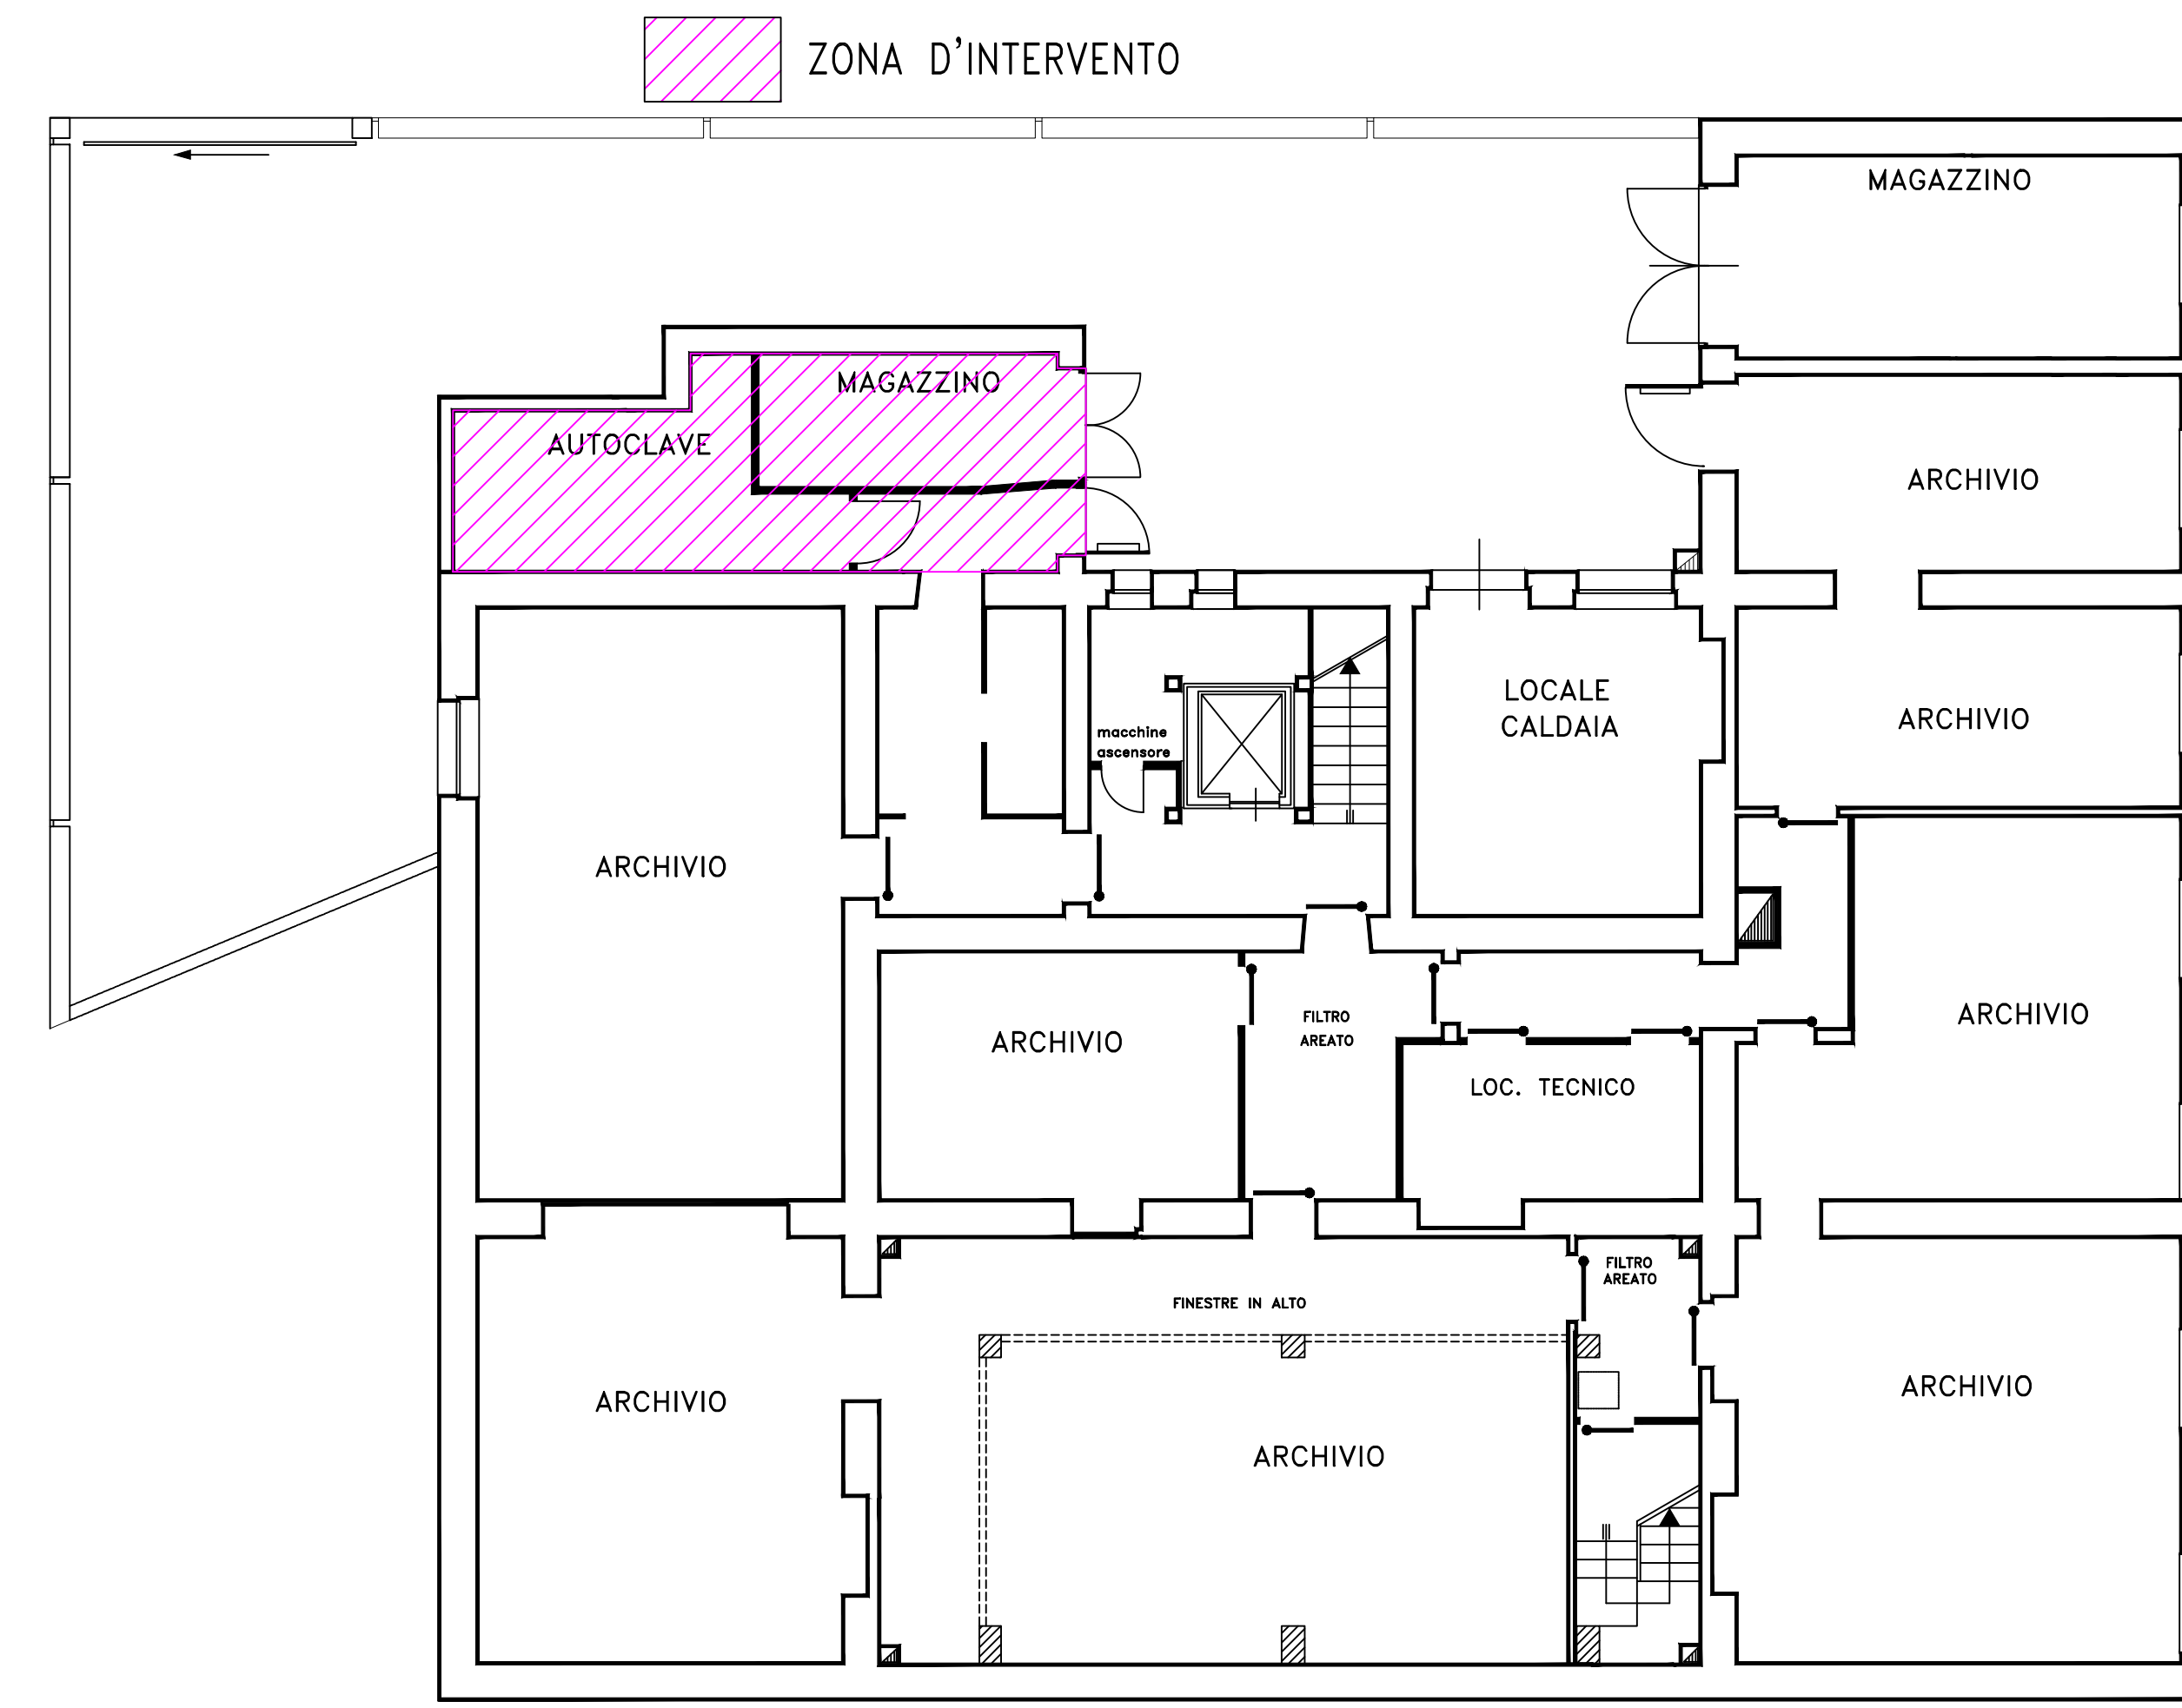 ZONA D'INTERVENTO
MAGAZZINO
MAGAZZINO
AUTOCLAVE
ARCHIVIO
LOCALE
CALDAIA
ARCHIVIO
macchine
ascensore
ARCHIVIO
FILTRO
AREATO
ARCHIVIO
ARCHIVIO
LOC. TECNICO
FILTRO
AREATO
FINESTRE IN ALTO
ARCHIVIO
ARCHIVIO
ARCHIVIO